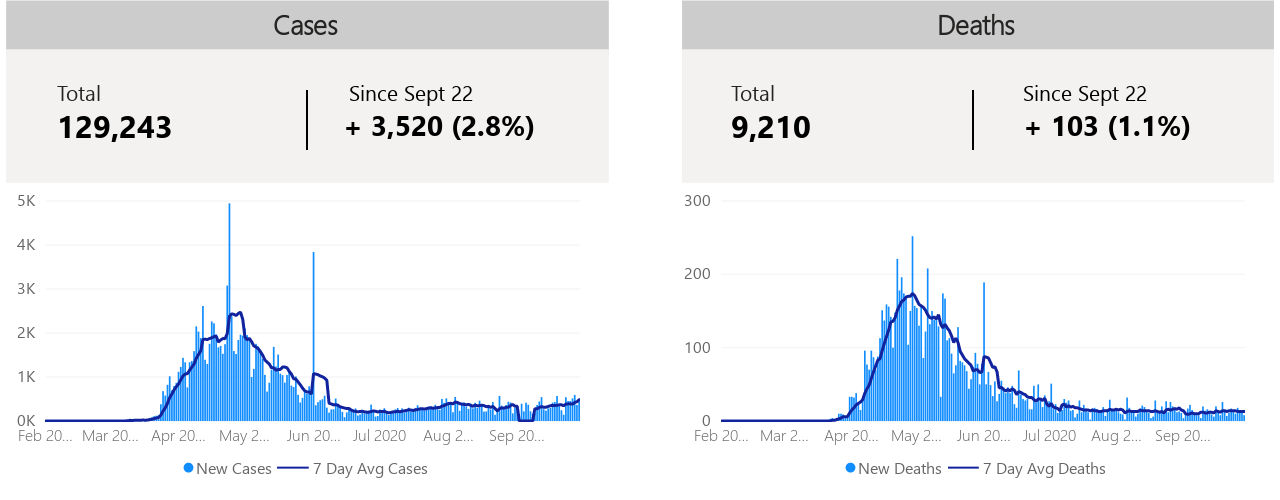 Cases
Total
129,243
Since Sept 22
+ 3,520 (2.8%)
5K
4K
3K
2K
1K
0K
Feb 20... Mar 20... Apr 20... May 2... Jun 20... Jul 2020 Aug 2... Sep 20...
New Cases 7 Day Avg Cases
Deaths
Total
9,210
Since Sept 22
+ 103 (1.1%)
300
200
100
0
Feb 20... Mar 2... Apr 20... May 2... Jun 20... Jul 2020 Aug 2... Sep 20...
New Deaths 7 Day Avg Deaths